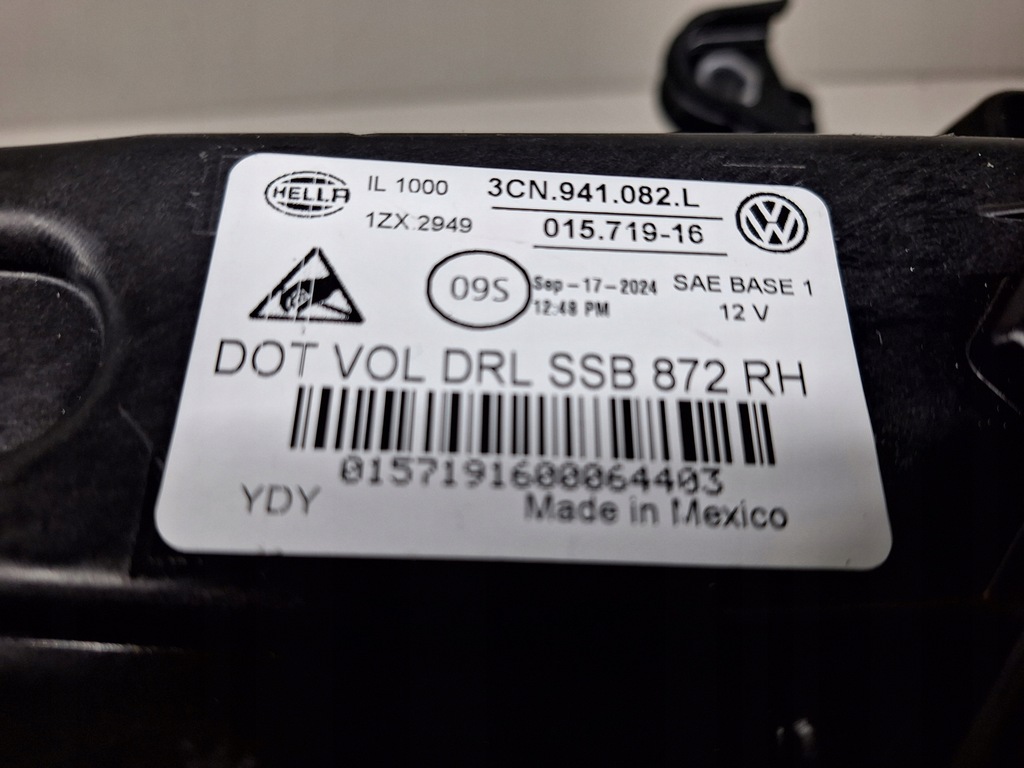 HELLA IL 1000 3CN.941.082.L
1ZX.2949 015.719-16
09S Sep-17-2024 SAE BASE 1
12:48 PM 12 V
DOT VOL DRL SSB 872 RH
0157191600064403
YDY Made in Mexico